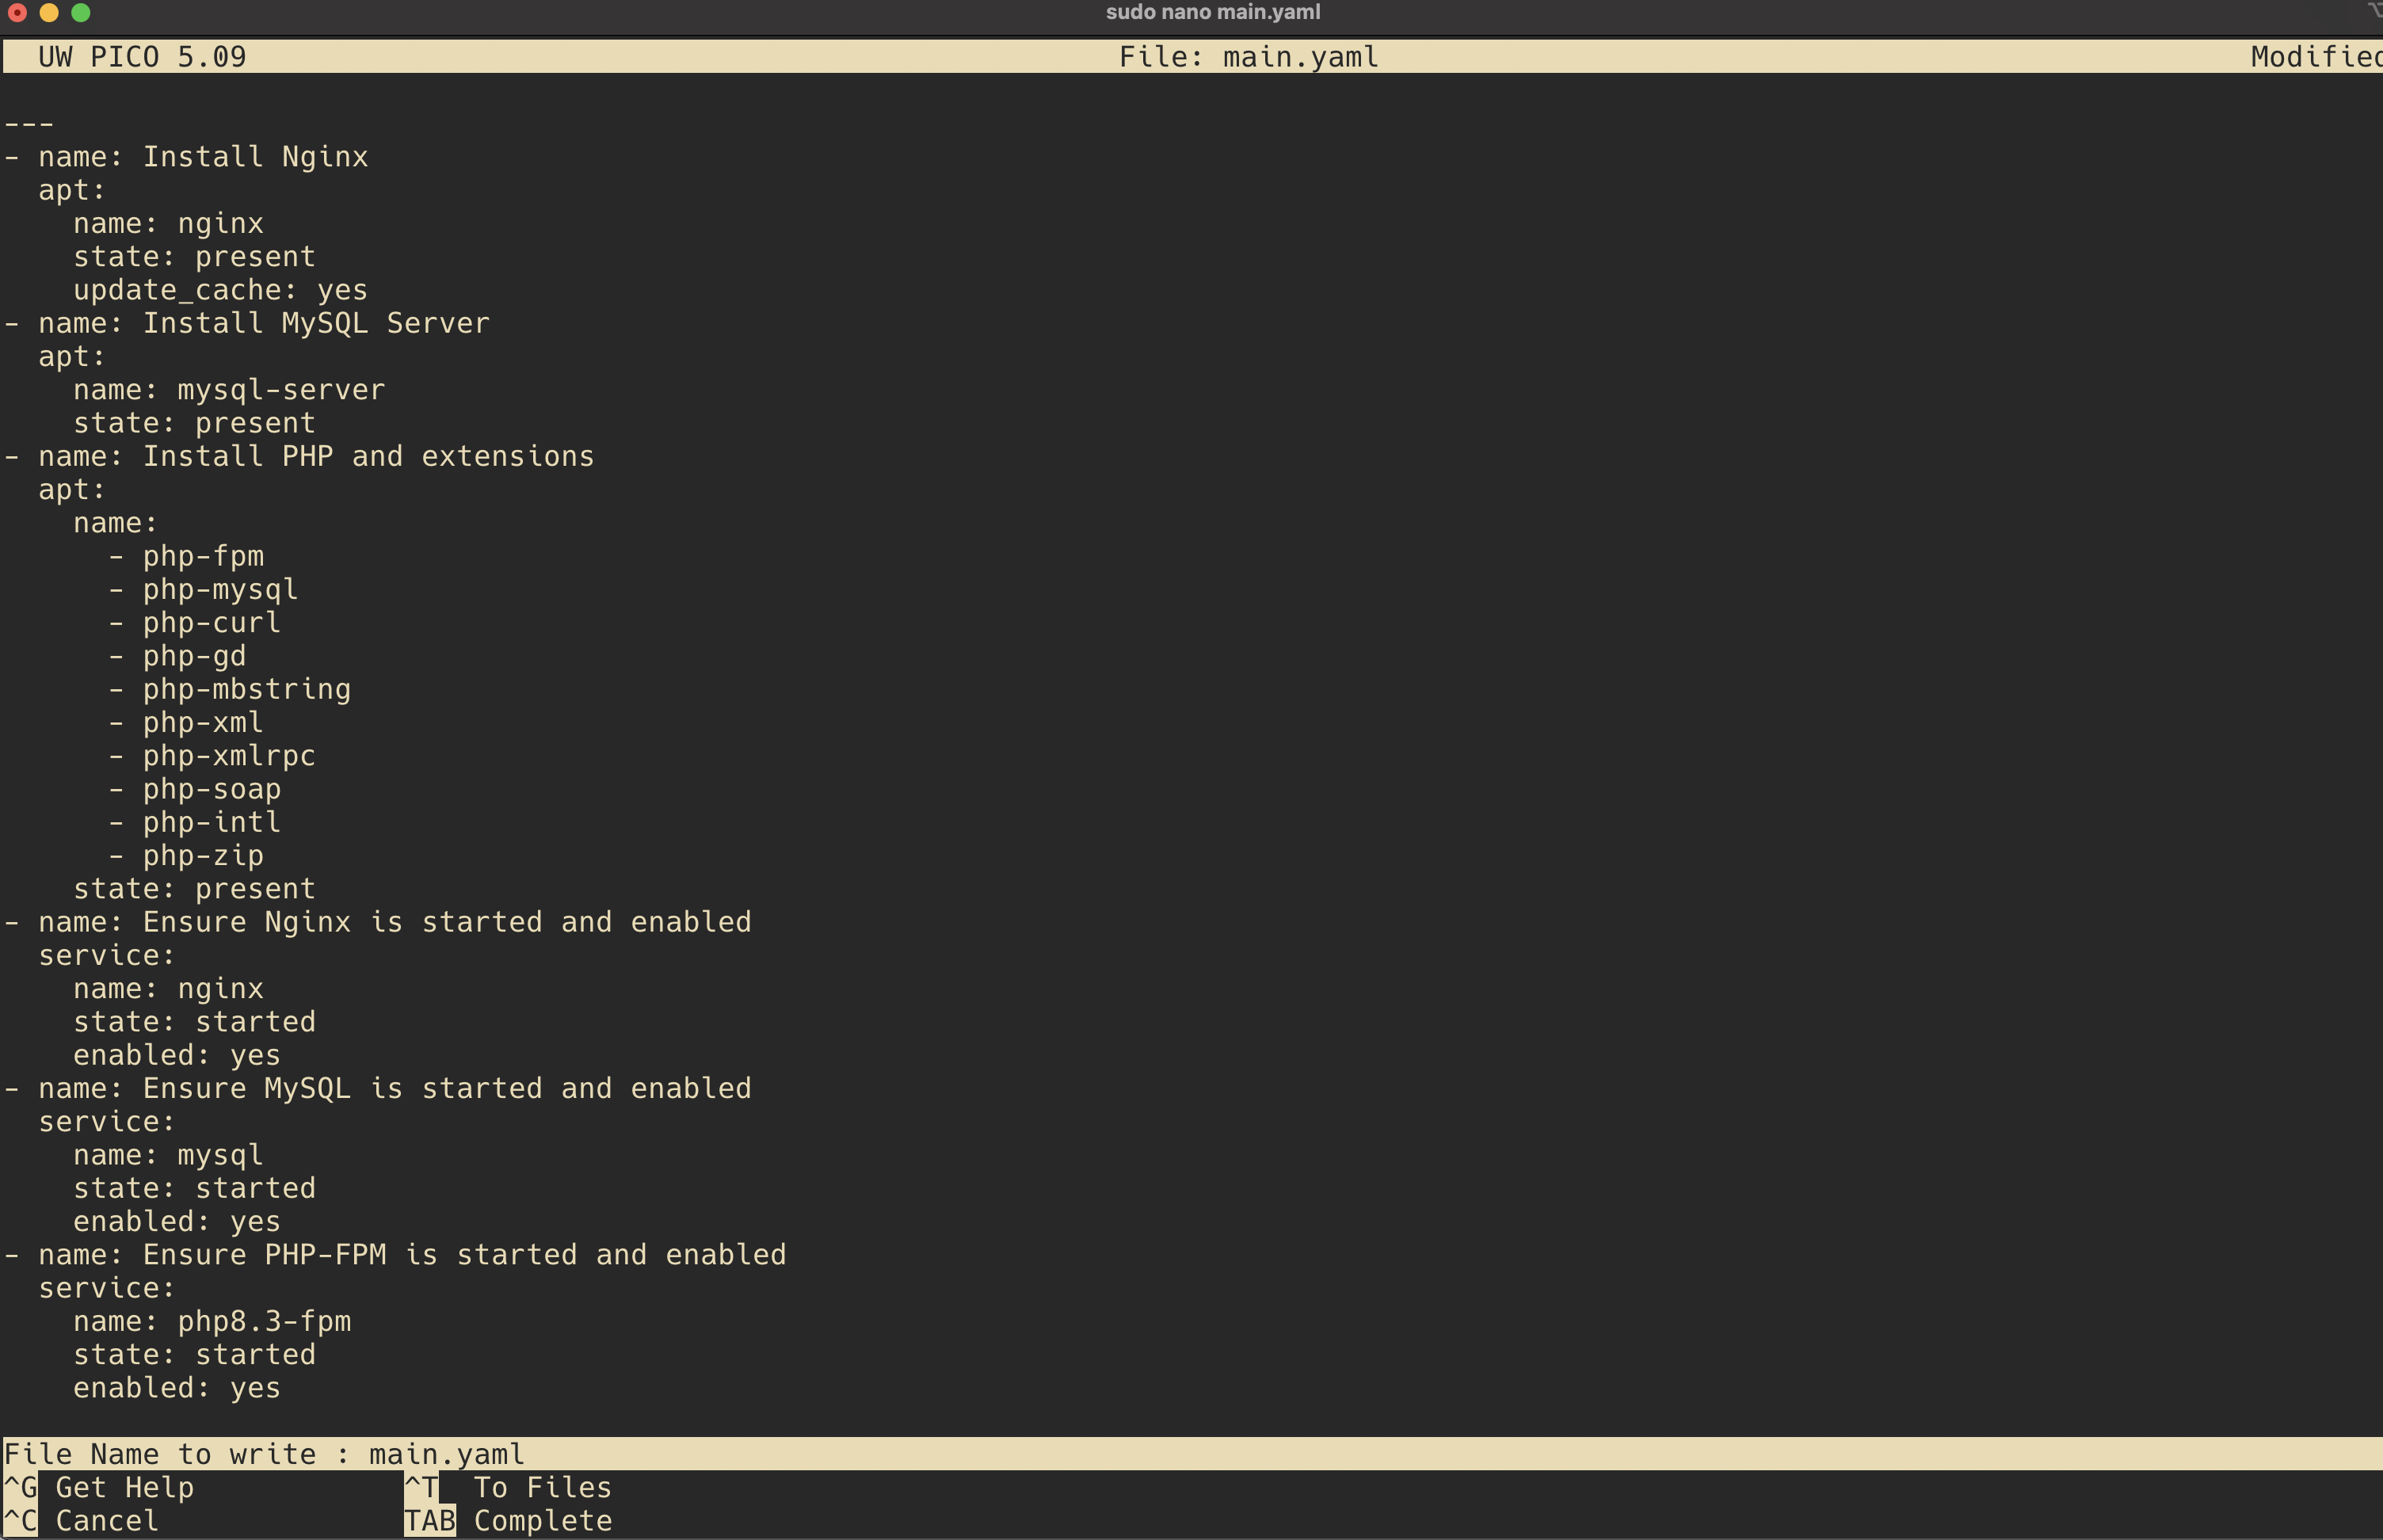 sudo nano main.yaml
UW PICO 5.09 File: main.yaml Modified
---
- name: Install Nginx
  apt:
    name: nginx
    state: present
    update_cache: yes
- name: Install MySQL Server
  apt:
    name: mysql-server
    state: present
- name: Install PHP and extensions
  apt:
    name:
      - php-fpm
      - php-mysql
      - php-curl
      - php-gd
      - php-mbstring
      - php-xml
      - php-xmlrpc
      - php-soap
      - php-intl
      - php-zip
    state: present
- name: Ensure Nginx is started and enabled
  service:
    name: nginx
    state: started
    enabled: yes
- name: Ensure MySQL is started and enabled
  service:
    name: mysql
    state: started
    enabled: yes
- name: Ensure PHP-FPM is started and enabled
  service:
    name: php8.3-fpm
    state: started
    enabled: yes
File Name to write : main.yaml
^G Get Help ^T To Files
^C Cancel TAB Complete